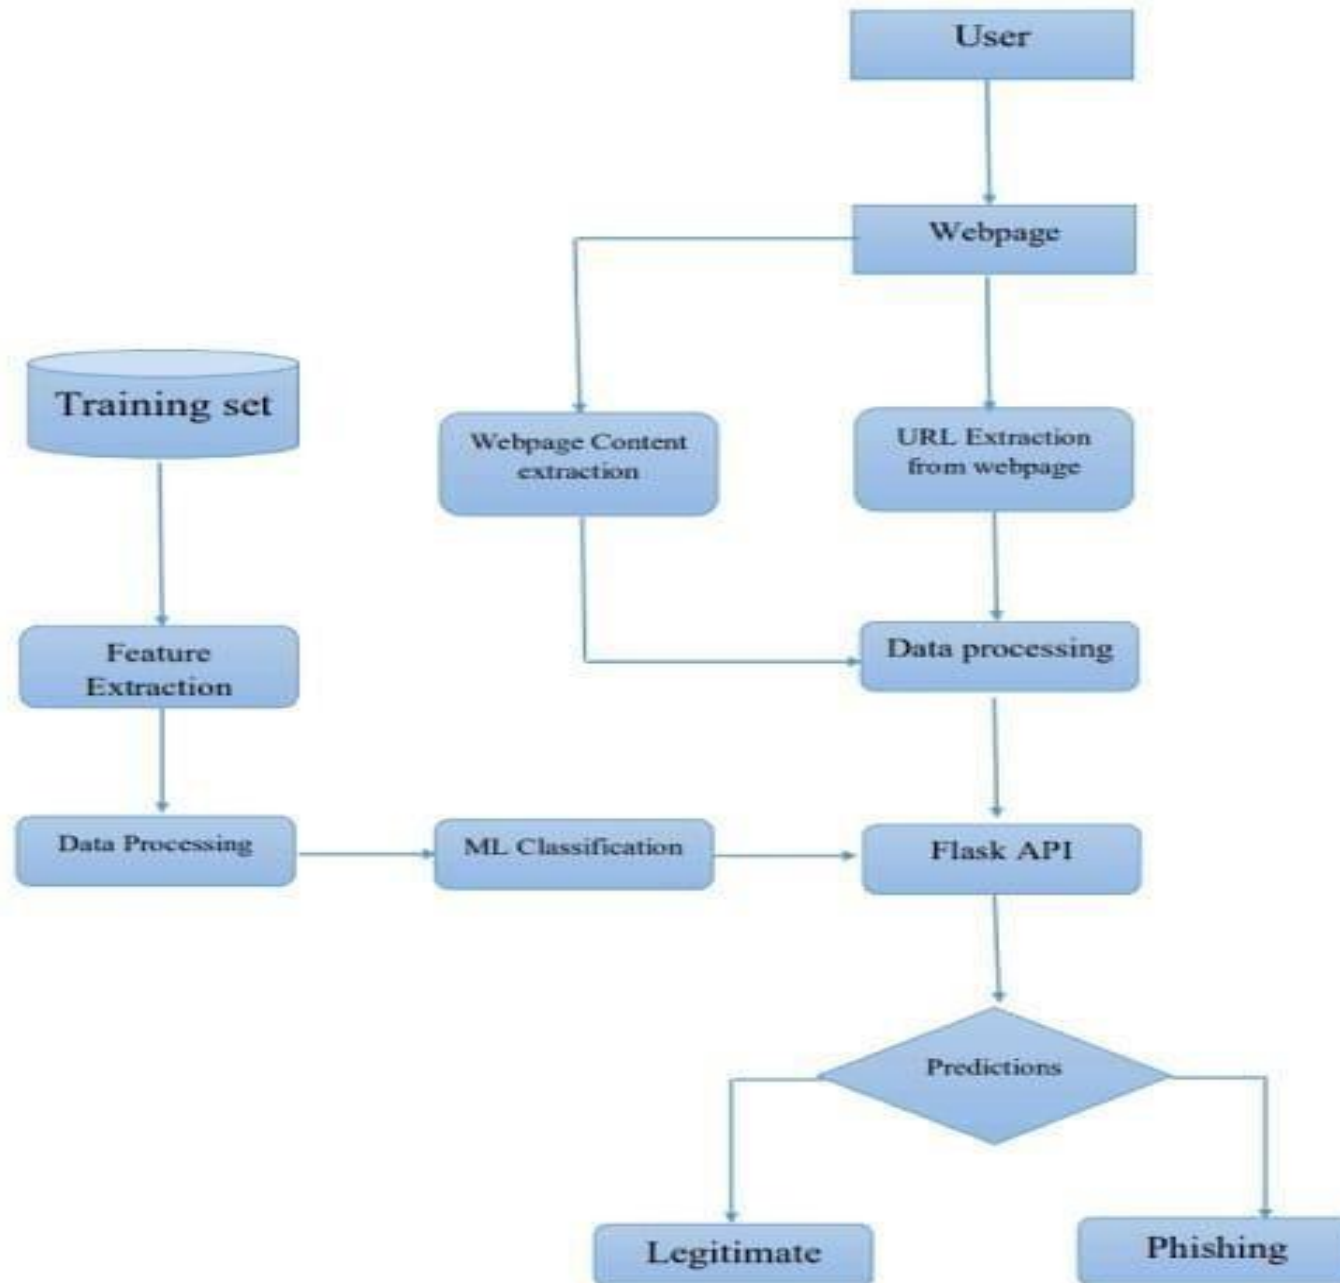 User
Webpage
Training set
Webpage Content
extraction
URL Extraction
from webpage
Feature
Extraction
Data processing
Data Processing
ML Classification
Flask API
Predictions
Legitimate
Phishing